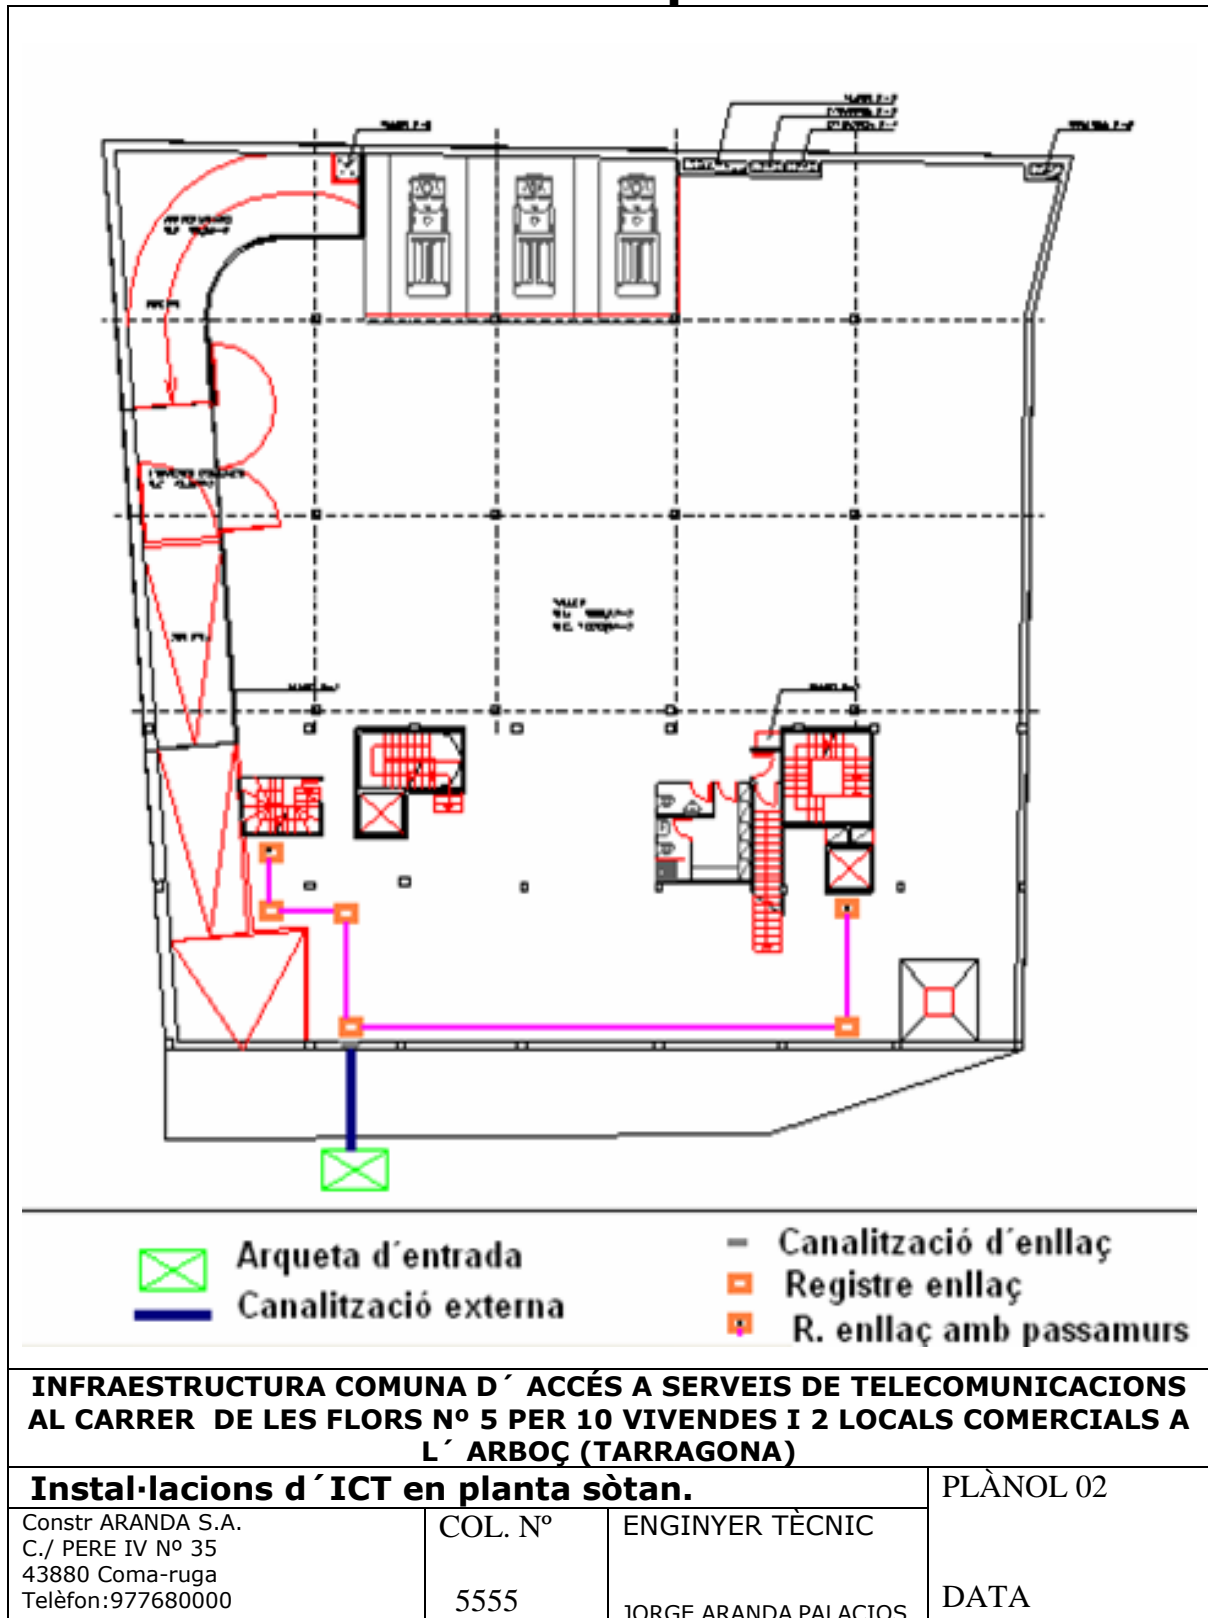 Arqueta d´entrada
Canalització externa
Canalització d´enllaç
Registre enllaç
R. enllaç amb passamurs
INFRAESTRUCTURA COMUNA D´ ACCÉS A SERVEIS DE TELECOMUNICACIONS
AL CARRER DE LES FLORS Nº 5 PER 10 VIVENDES I 2 LOCALS COMERCIALS A
L´ ARBOÇ (TARRAGONA)
Instal·lacions d´ICT en planta sòtan.
PLÀNOL 02
Constr ARANDA S.A.
C./ PERE IV Nº 35
43880 Coma-ruga
Telèfon:977680000
COL. Nº
5555
ENGINYER TÈCNIC
JORGE ARANDA PALACIOS
DATA